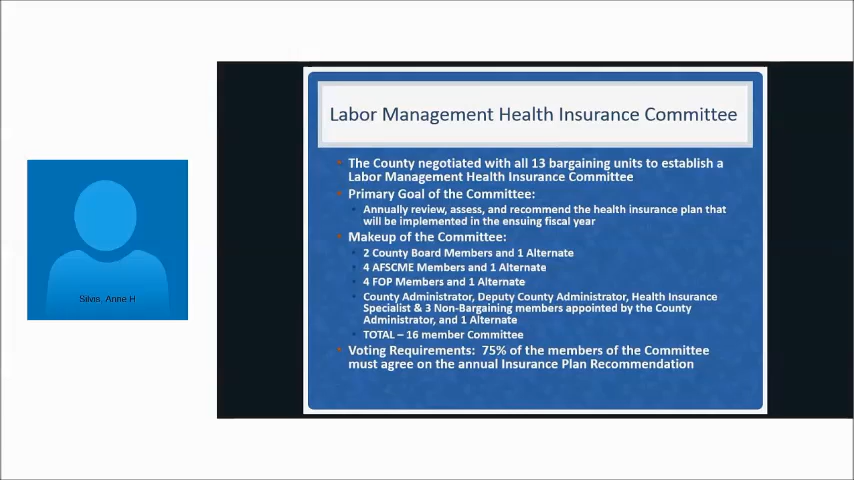 Labor Management Health Insurance Committee
• The County negotiated with all 13 bargaining units to establish a
Labor Management Health Insurance Committee
• Primary Goal of the Committee:
• Annually review, assess, and recommend the health insurance plan that
will be implemented in the ensuing fiscal year
• Makeup of the Committee:
• 2 County Board Members and 1 Alternate
• 4 AFSCME Members and 1 Alternate
• 4 FOP Members and 1 Alternate
• County Administrator, Deputy County Administrator, Health Insurance
Specialist & 3 Non-Bargaining members appointed by the County
Administrator, and 1 Alternate
• TOTAL – 16 member Committee
• Voting Requirements: 75% of the members of the Committee
must agree on the annual Insurance Plan Recommendation
Silvia, Anne H